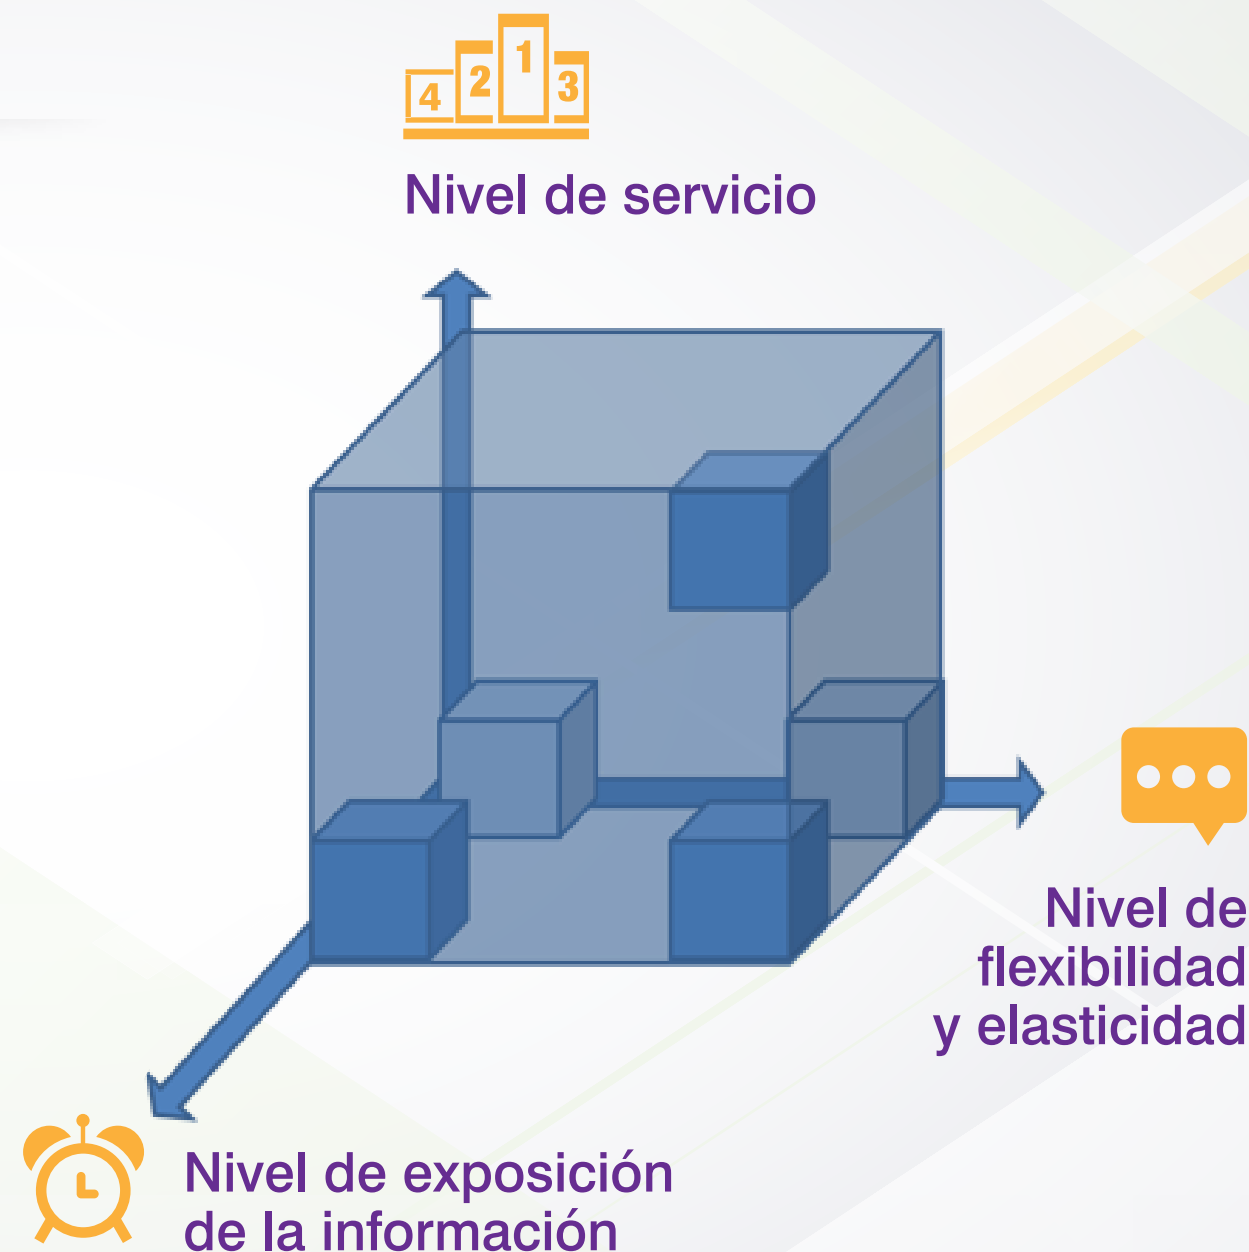 4 2 1 3
Nivel de servicio
Nivel de
flexibilidad
y elasticidad
Nivel de exposición
de la información